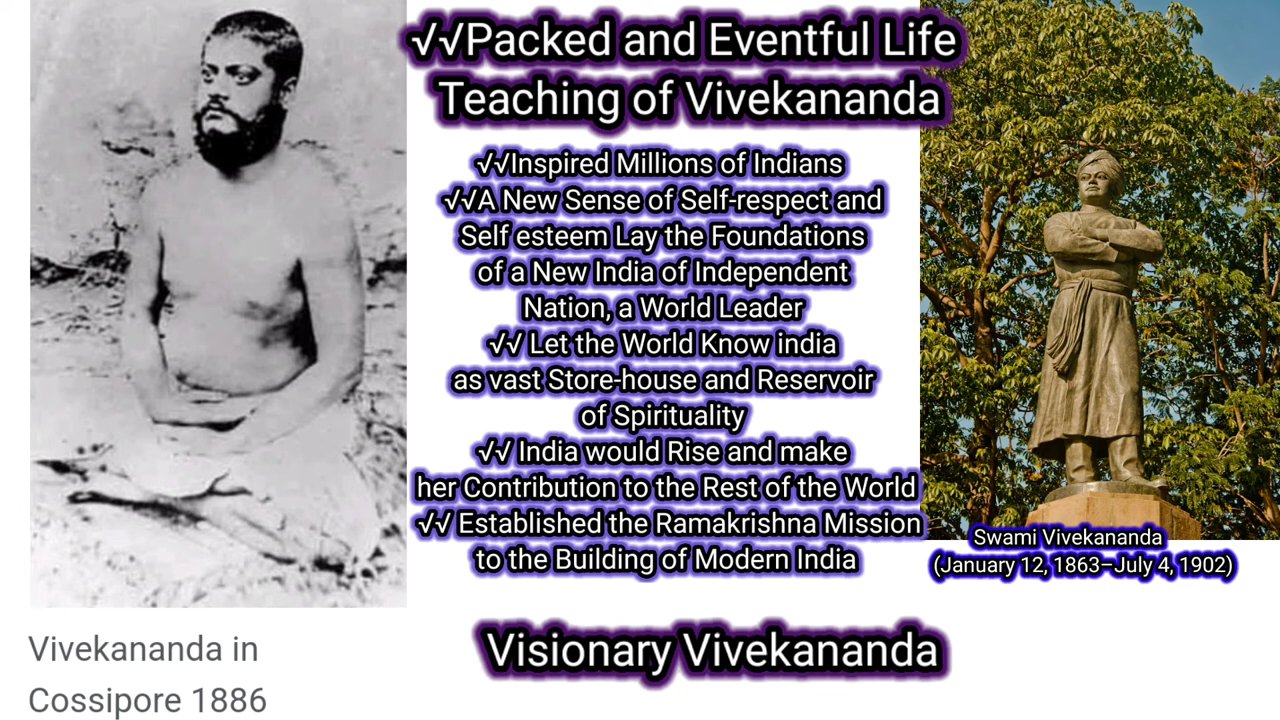 √√Packed and Eventful Life
Teaching of Vivekananda
√√Inspired Millions of Indians
√√A New Sense of Self-respect and
Self esteem Lay the Foundations
of a New India of Independent
Nation, a World Leader
√√ Let the World Know india
as vast Store-house and Reservoir
of Spirituality
√√ India would Rise and make
her Contribution to the Rest of the World
√√ Established the Ramakrishna Mission
to the Building of Modern India
Swami Vivekananda
(January 12, 1863–July 4, 1902)
Visionary Vivekananda
Vivekananda in
Cossipore 1886